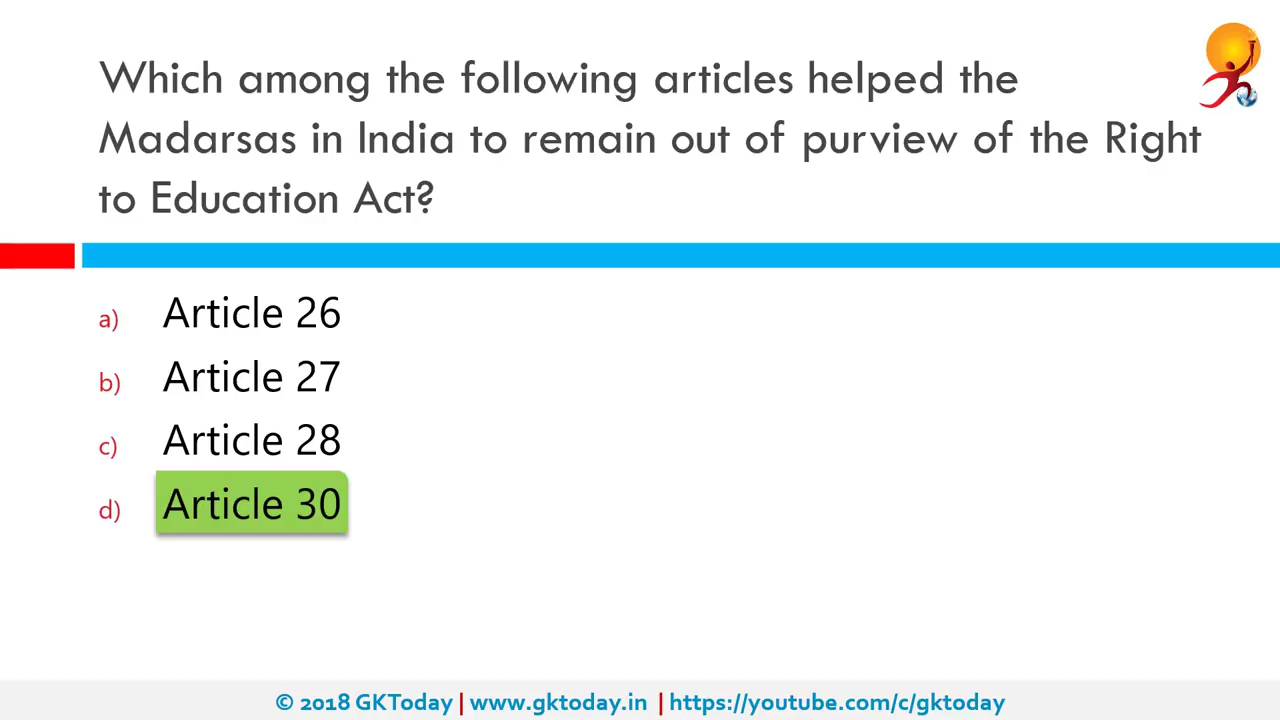 Which among the following articles helped the
Madarsas in India to remain out of purview of the Right
to Education Act?
a) Article 26
b) Article 27
c) Article 28
d) Article 30
© 2018 GKToday | www.gktoday.in | https://youtube.com/c/gktoday